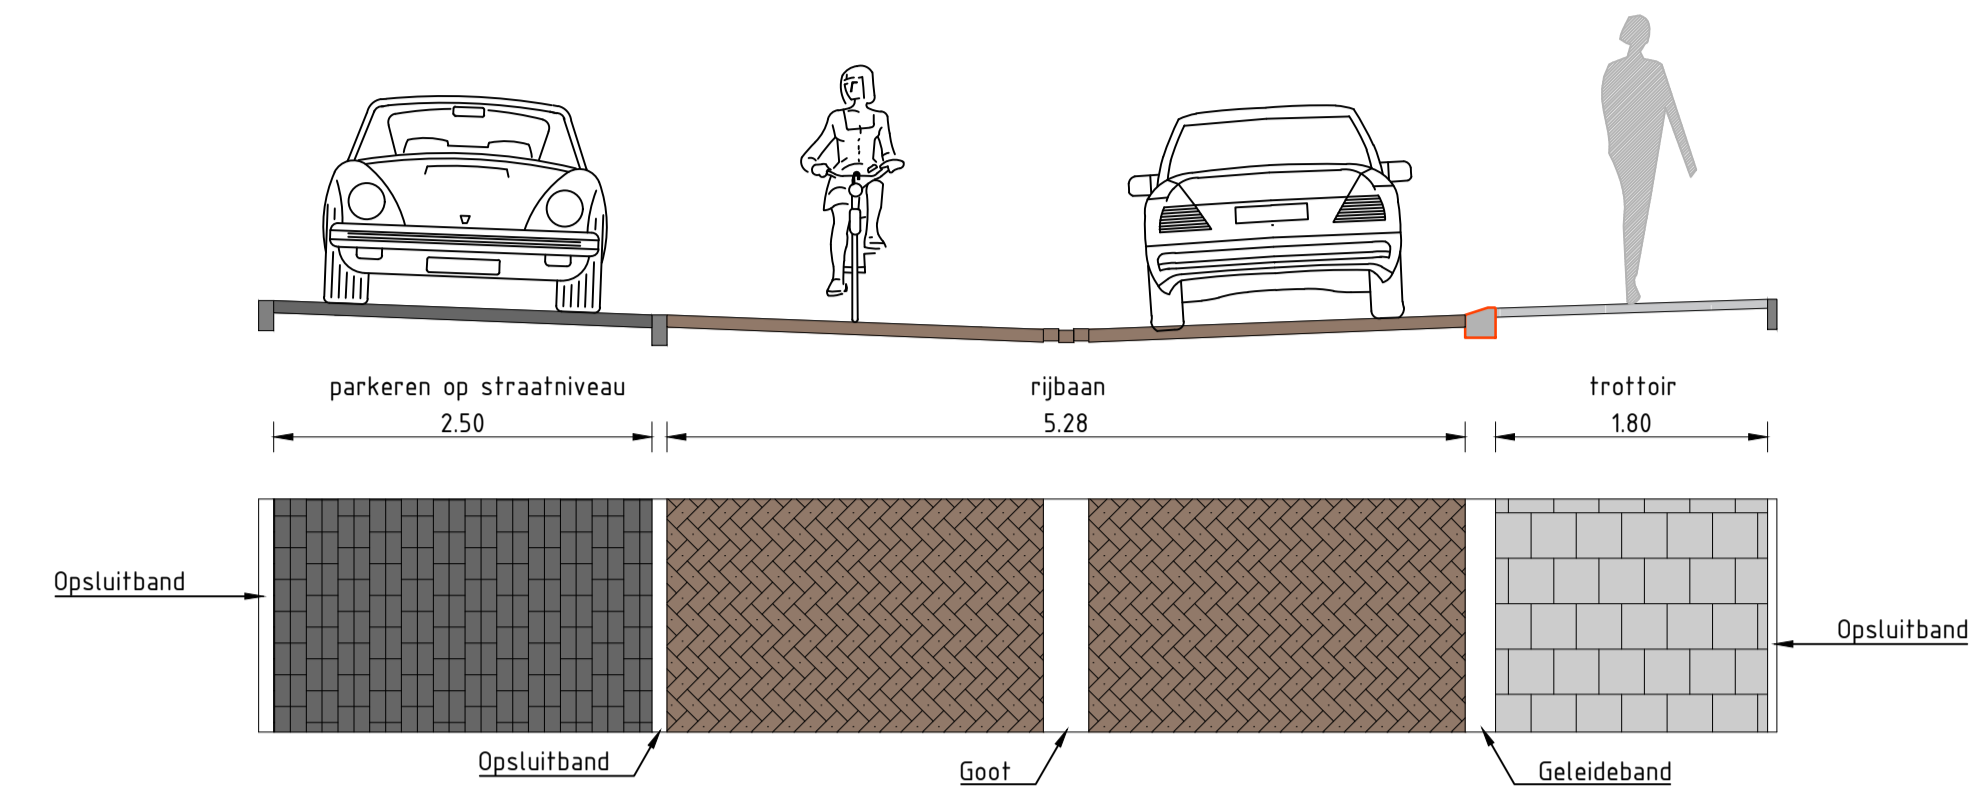 parkeren op straatniveau
rijbaan
trottoir
2.50
5.28
1.80
Opsluitband
Opsluitband
Opsluitband
Goot
Geleideband